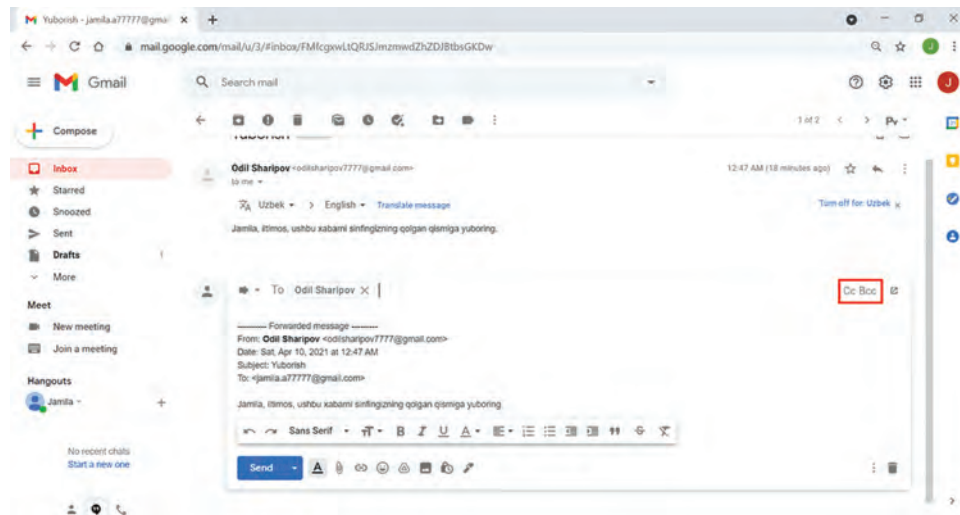 Yuborish - jamila.a77777@gmai
mail.google.com/mail/u/3/#inbox/FMfcgxwLtQRJSJmzmwdZhZDJBtbsGKDw
Gmail
Search mail
J
Compose
1 of 2
Yuborish
Inbox
Starred
Snoozed
Sent
Drafts 1
More
Meet
New meeting
Join a meeting
Hangouts
Jamila
No recent chats
Start a new one
Odil Sharipov <odilsharipov7777@gmail.com>
12:47 AM (18 minutes ago)
to me
Uzbek > English Translate message
Turn off for: Uzbek x
Jamila, iltimos, ushbu xabarni sinfingizning qolgan qismiga yuboring.
To Odil Sharipov
Cc Bcc
---------- Forwarded message ---------
From: Odil Sharipov <odilsharipov7777@gmail.com>
Date: Sat, Apr 10, 2021 at 12:47 AM
Subject: Yuborish
To: <jamila.a77777@gmail.com>
Jamila, iltimos, ushbu xabarni sinfingizning qolgan qismiga yuboring.
Sans Serif B I U A
Send A